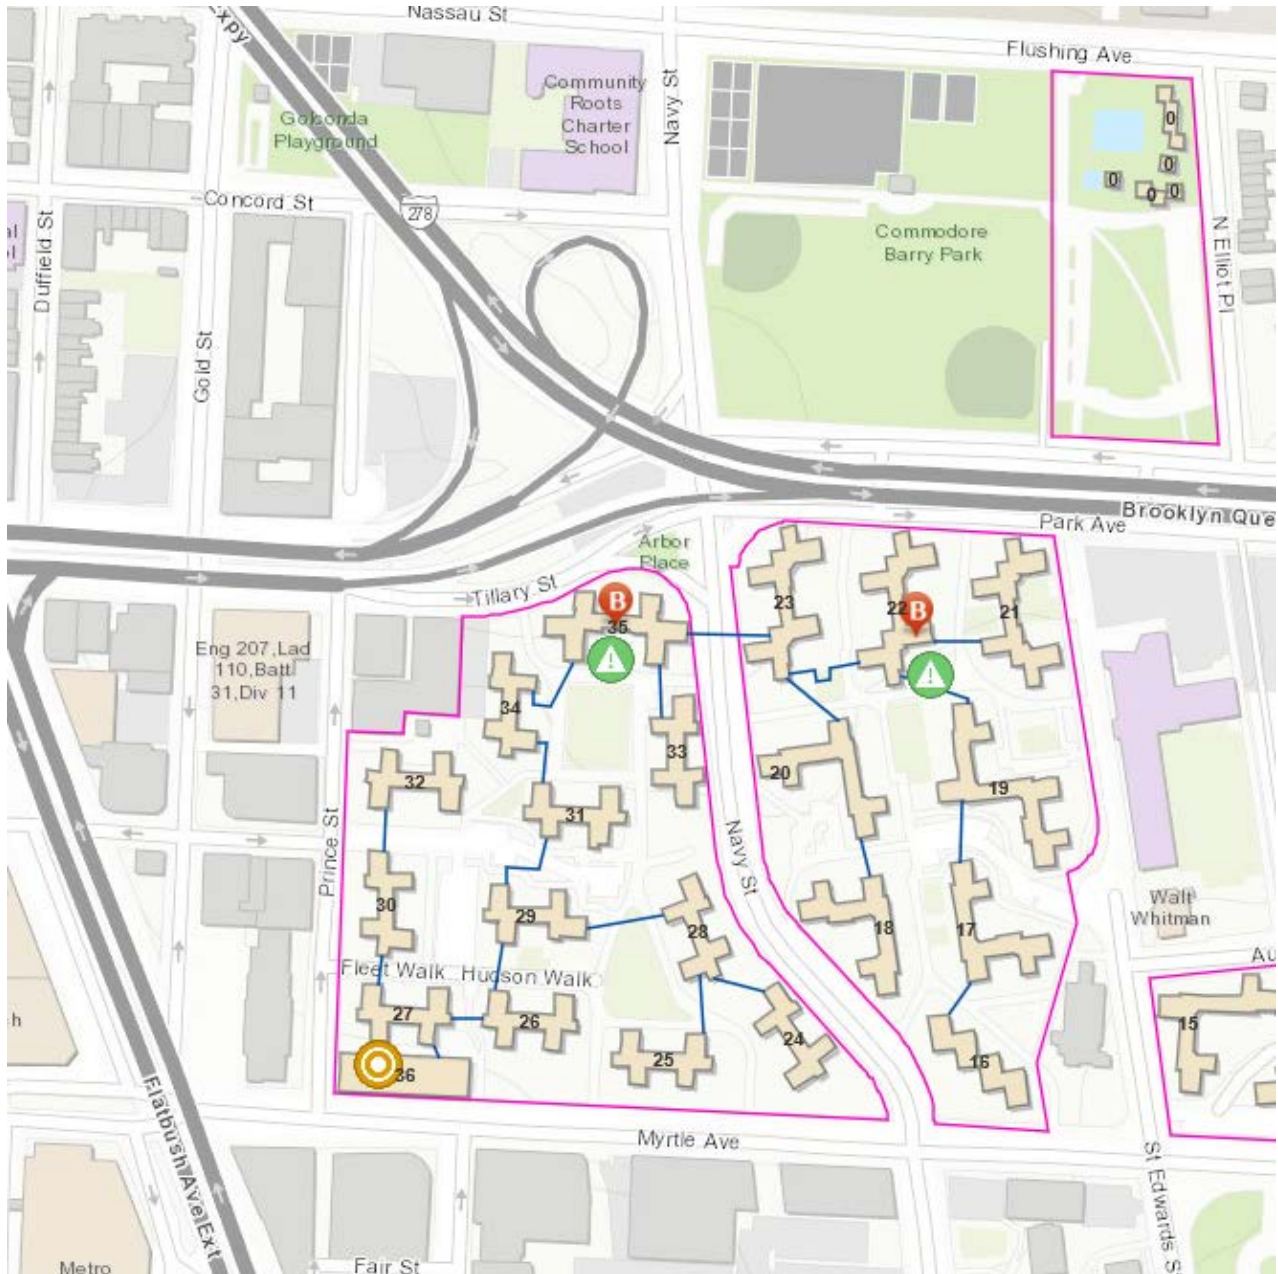 Nassau St
Expy
Flushing Ave
Navy St
Community
Roots
Charter
School
Golconda
Playground
0
0
0
0
0
Concord St
278
Duffield St
Gold St
Commodore
Barry Park
N Elliot Pl
Brooklyn Que
Park Ave
Arbor
Place
Tillary St
B
35
23
22
B
21
Eng 207,Lad
110,Batt
31,Div 11
34
33
20
19
32
31
Prince St
Navy St
30
29
28
18
17
Walt
Whitman
Fleet Walk
Hudson Walk
Au
27
26
25
24
16
15
36
h
Flatbush Ave Ext
Myrtle Ave
St Edwards S
Fair St
Metro